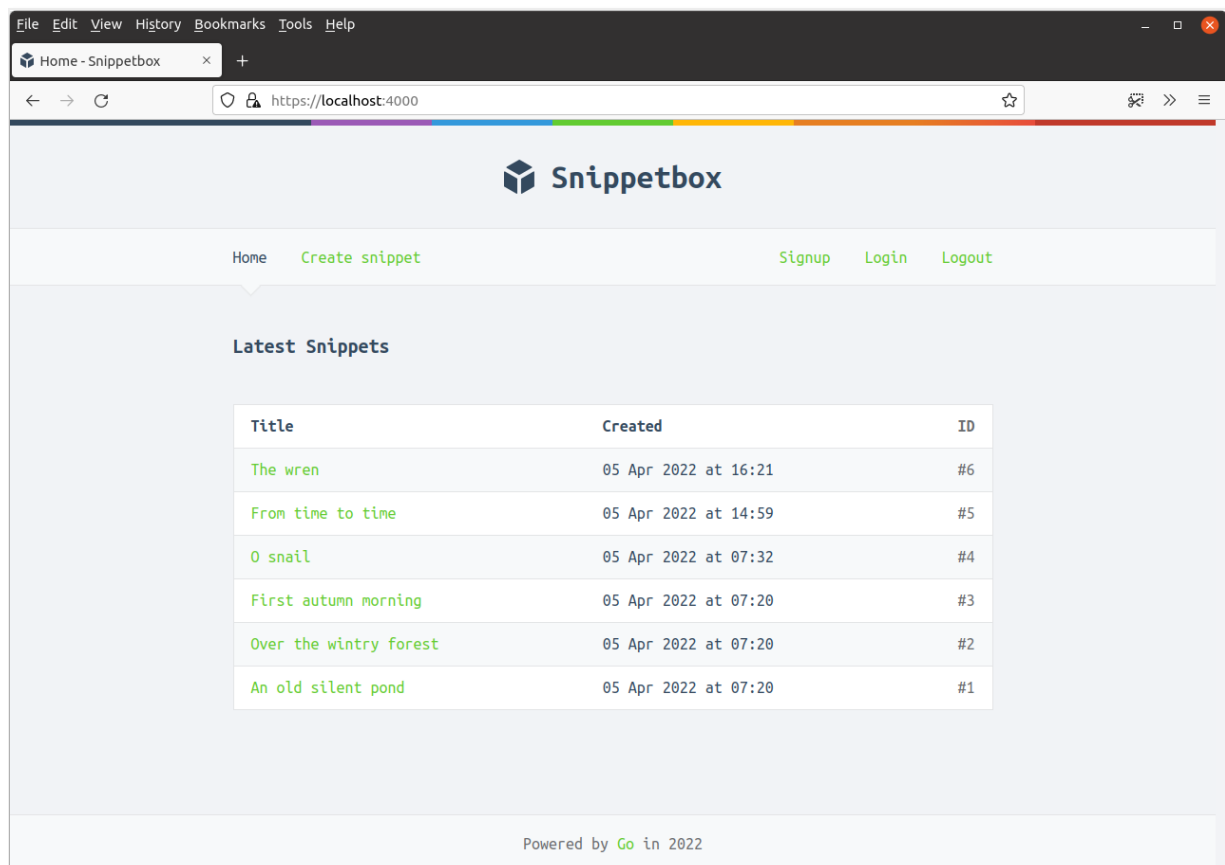 File Edit View History Bookmarks Tools Help
Home - Snippetbox
https://localhost:4000
Snippetbox
Home Create snippet Signup Login Logout
Latest Snippets
Title Created ID
The wren 05 Apr 2022 at 16:21 #6
From time to time 05 Apr 2022 at 14:59 #5
O snail 05 Apr 2022 at 07:32 #4
First autumn morning 05 Apr 2022 at 07:20 #3
Over the wintry forest 05 Apr 2022 at 07:20 #2
An old silent pond 05 Apr 2022 at 07:20 #1
Powered by Go in 2022